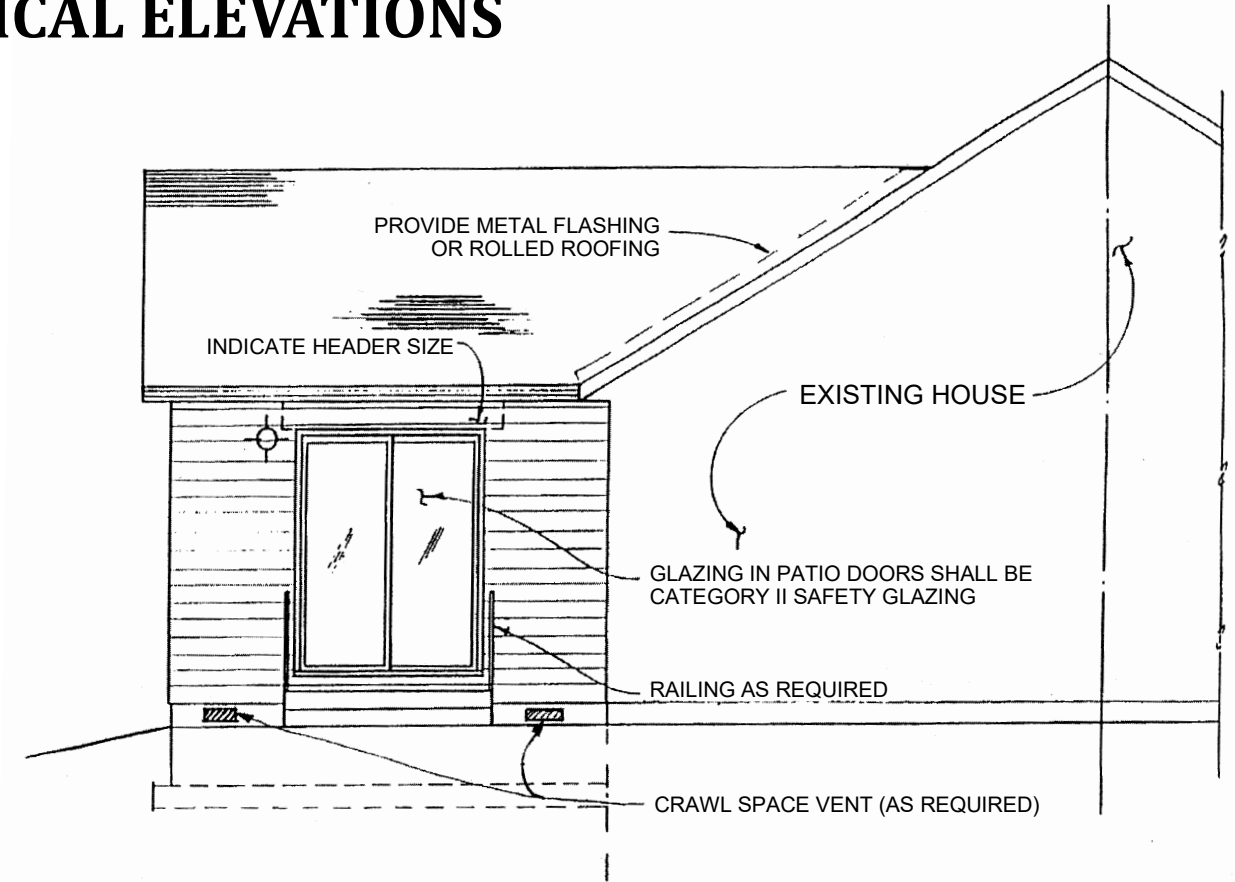 ICAL ELEVATIONS
PROVIDE METAL FLASHING
OR ROLLED ROOFING
INDICATE HEADER SIZE
EXISTING HOUSE
GLAZING IN PATIO DOORS SHALL BE
CATEGORY II SAFETY GLAZING
RAILING AS REQUIRED
CRAWL SPACE VENT (AS REQUIRED)